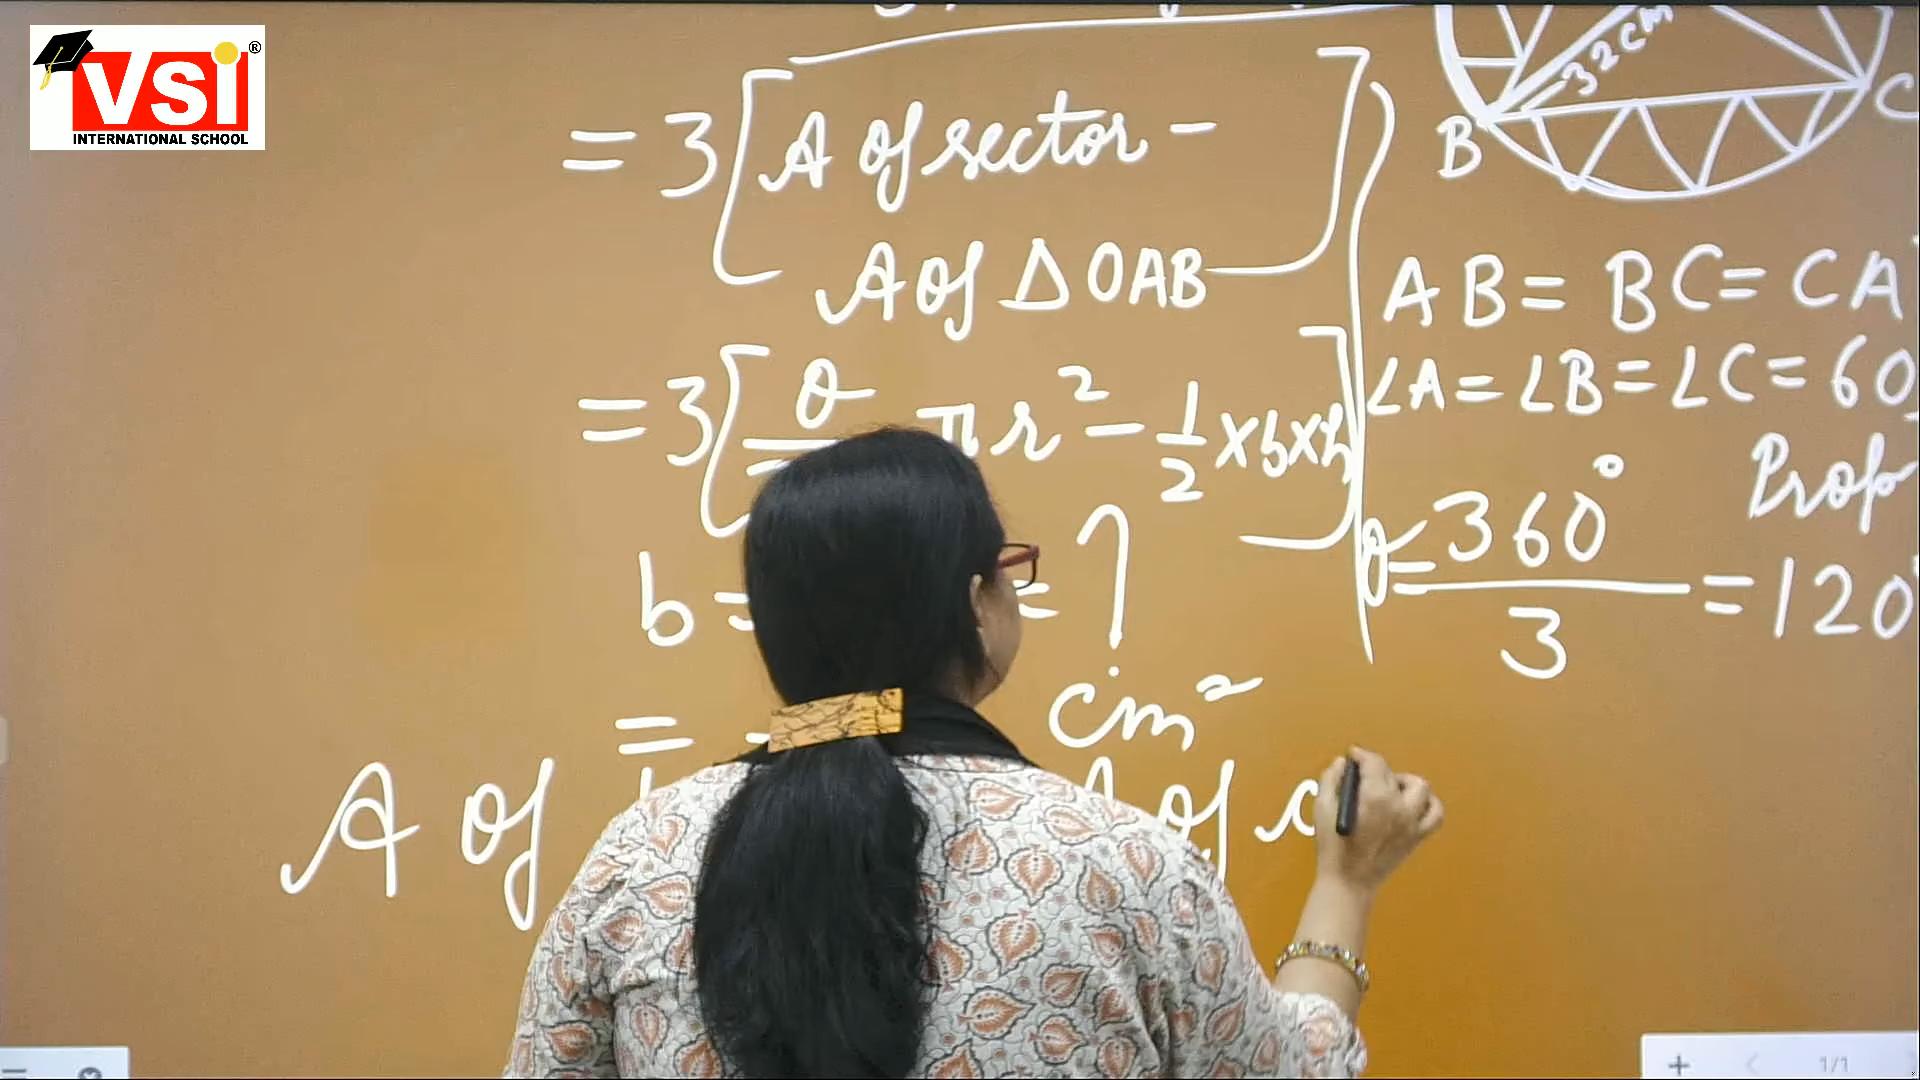 VSI ®
INTERNATIONAL SCHOOL
32cm
B
C
= 3 [A of sector -
A of Δ OAB]
AB = BC = CA
∠A = ∠B = ∠C = 60
= 3 [θ πr² - 1/2 × b × h]
Prop
θ = 360°/3 = 120°
b = = ?
= cm²
A of A of c
1/1